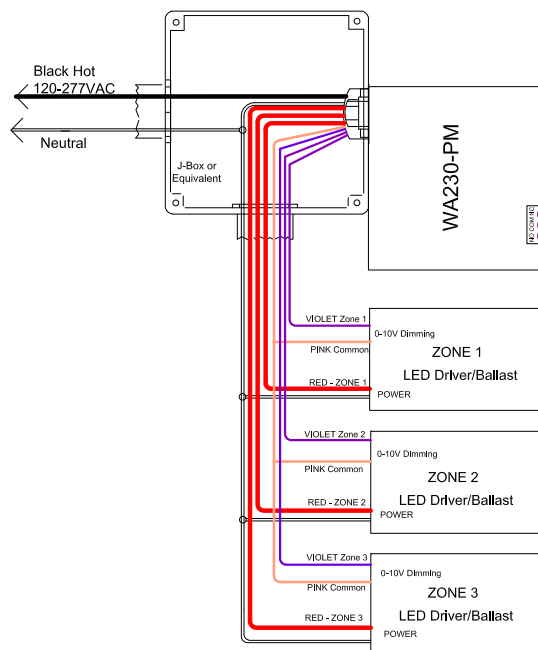 Black Hot
120-277VAC
Neutral
J-Box or
Equivalent
WA230-PM
NO COM NC
VIOLET Zone 1
0-10V Dimming
PINK Common
ZONE 1
LED Driver/Ballast
RED - ZONE 1
POWER
VIOLET Zone 2
0-10V Dimming
PINK Common
ZONE 2
LED Driver/Ballast
RED - ZONE 2
POWER
VIOLET Zone 3
0-10V Dimming
PINK Common
ZONE 3
LED Driver/Ballast
RED - ZONE 3
POWER